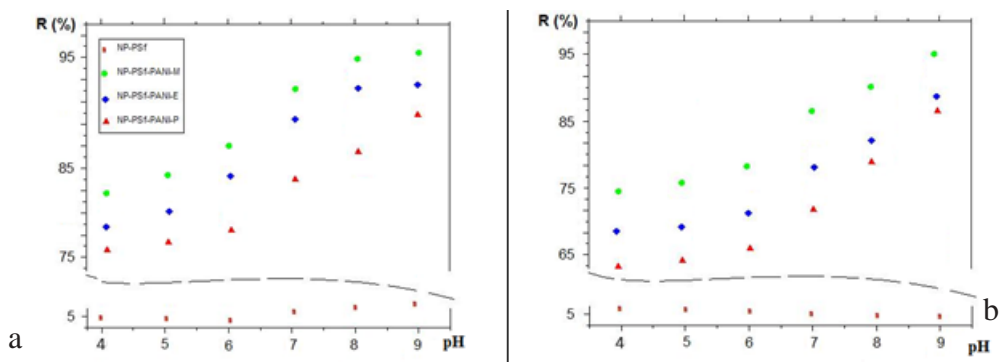 R (%)
95
85
75
5
NP-PSf
NP-PSf-PANI-M
NP-PSf-PANI-E
NP-PSf-PANI-P
4 5 6 7 8 9 pH
a
R (%)
95
85
75
65
5
4 5 6 7 8 9 pH
b